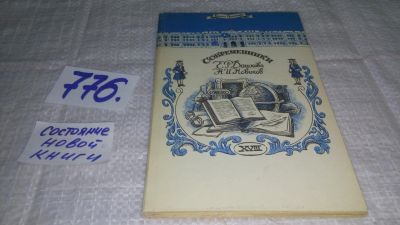 776.
состояние
новой
книги
Современники
Е.Р.Дашкова
Н.И.Новиков
XVIII